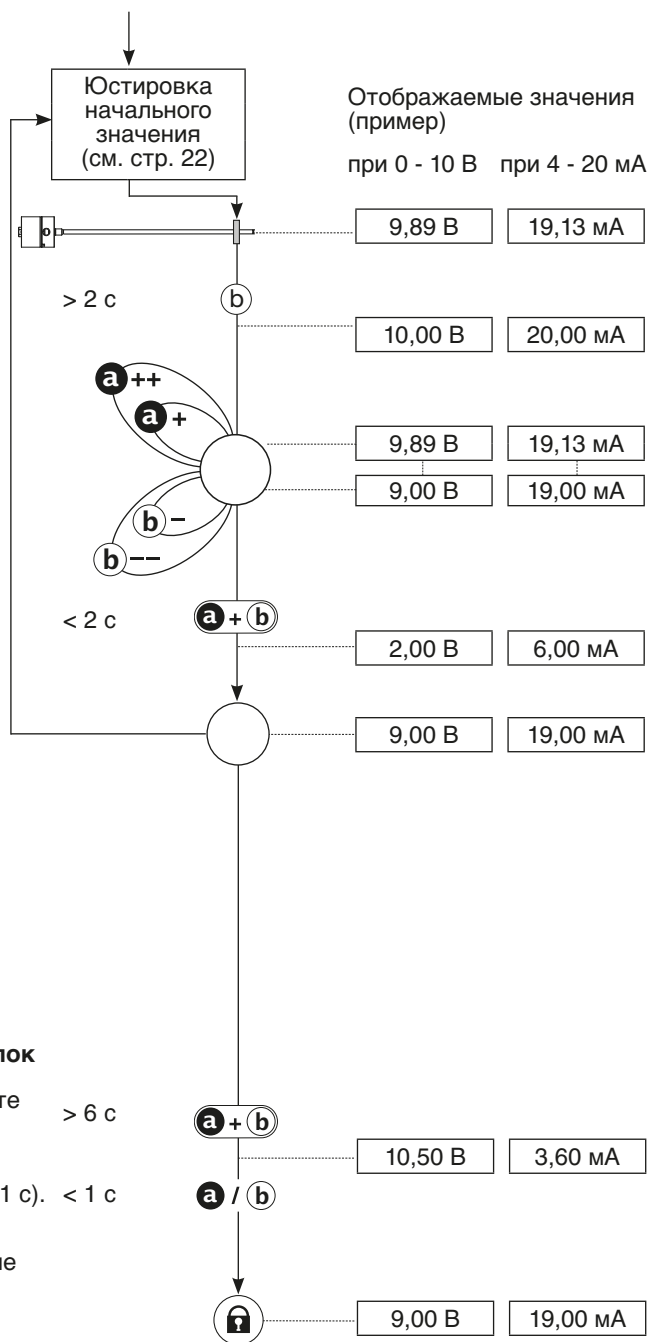 Юстировка
начального
значения
(см. стр. 22)
Отображаемые значения
(пример)
при 0 - 10 В при 4 - 20 мА
9,89 В 19,13 мА
> 2 с b
10,00 В 20,00 мА
a ++
a +
9,89 В 19,13 мА
9,00 В 19,00 мА
b -
b --
< 2 с a + b
2,00 В 6,00 мА
9,00 В 19,00 мА
> 6 с a + b
10,50 В 3,60 мА
1 с). < 1 с a / b
9,00 В 19,00 мА